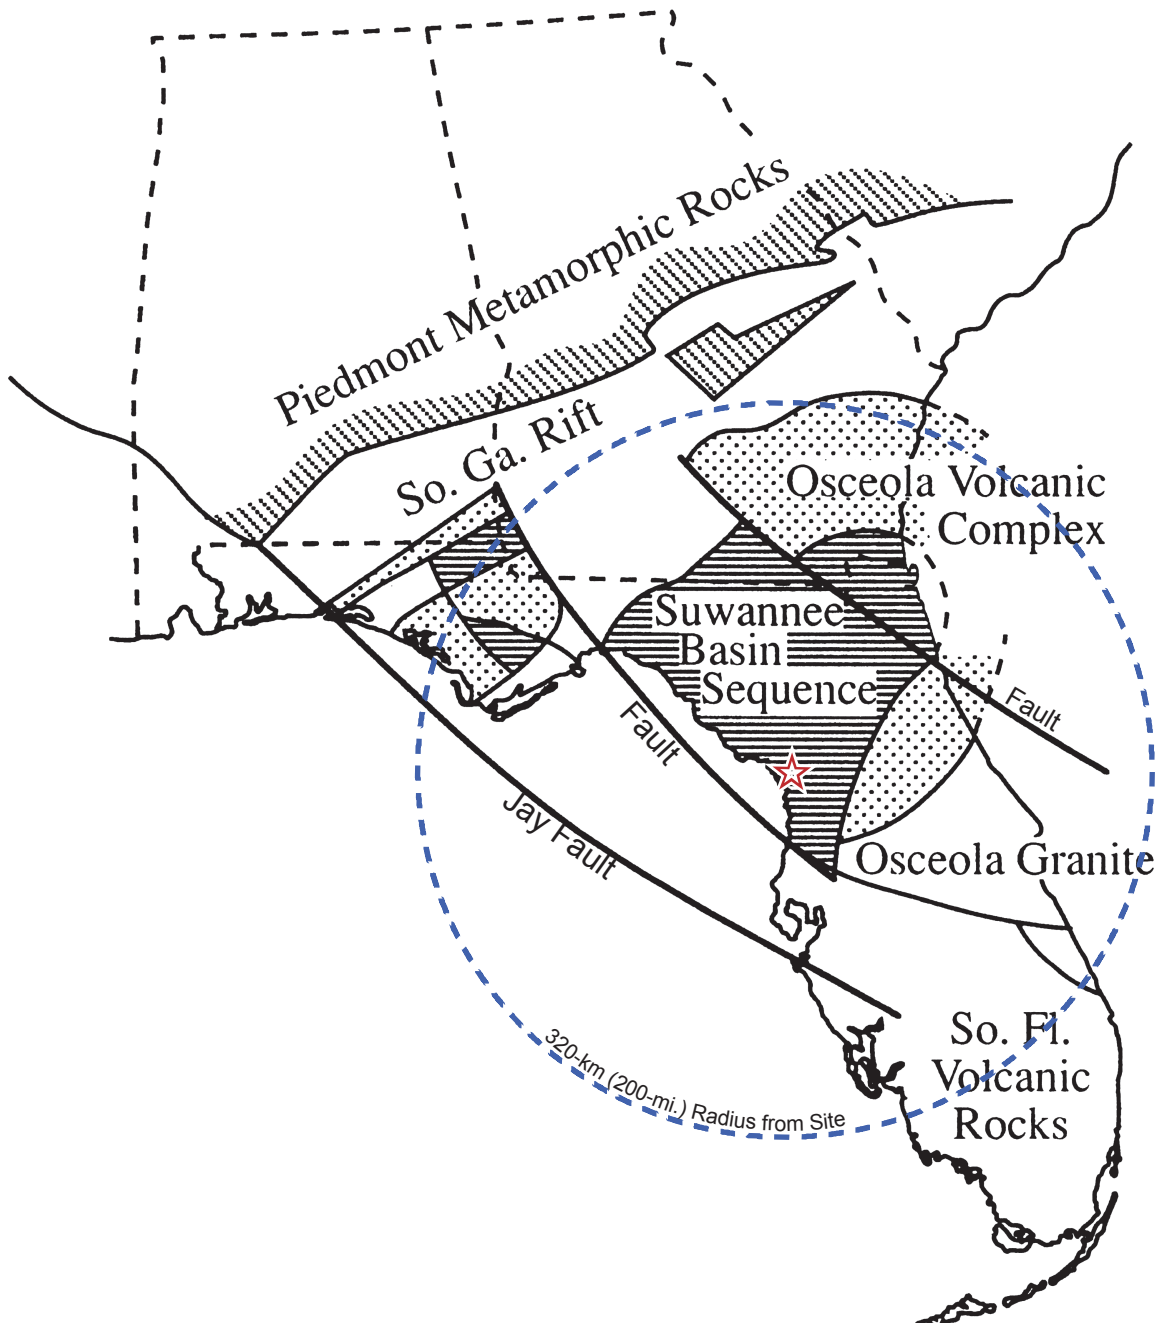 Piedmont Metamorphic Rocks
So. Ga. Rift
Osceola Volcanic
Complex
Suwannee
Basin
Sequence
Fault
Fault
Jay Fault
Osceola Granite
So. Fl.
Volcanic
Rocks
320-km (200-mi.) Radius from Site